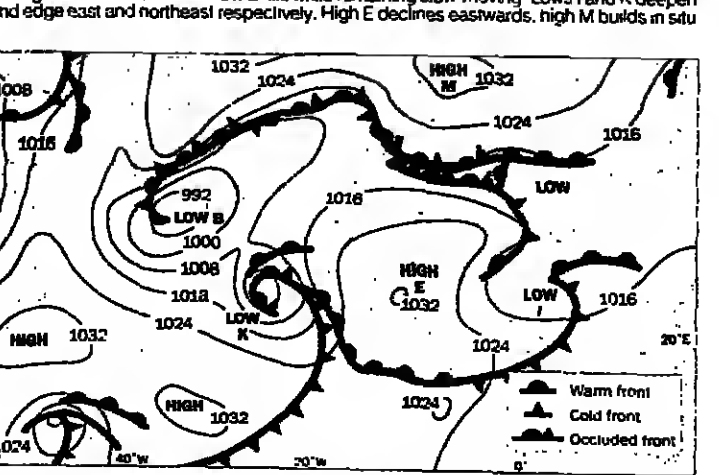 nd edge east and northeast respectively. High E declines eastwards, high M builds in situ
1032
1024
HIGH
M
1032
1024
1016
008
1016
992
LOW B
1000
1008
1018
1024
1016
LOW
HIGH
E
1032
LOW
I
1016
HIGH
1032
LOW
K
1024
20°E
HIGH
1032
1024
024
40°W
20°W
0°
Warm front
Cold front
Occluded front